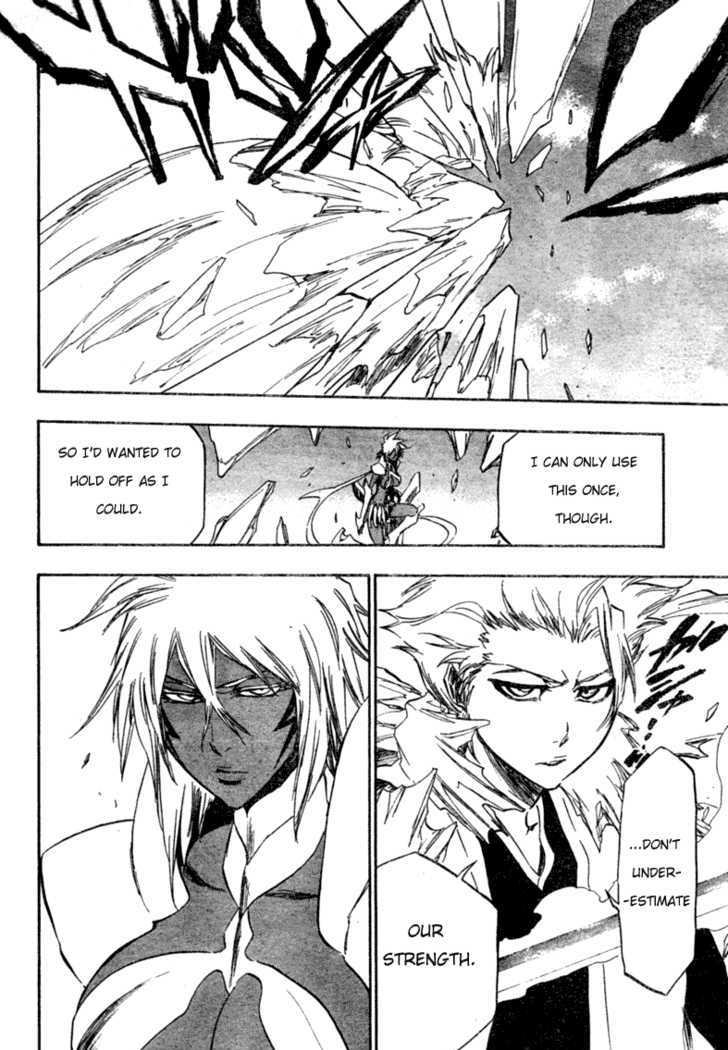 I CAN ONLY USE
THIS ONCE,
THOUGH.
SO I'D WANTED TO
HOLD OFF AS I
COULD.
...DON'T
UNDER-
-ESTIMATE
OUR
STRENGTH.